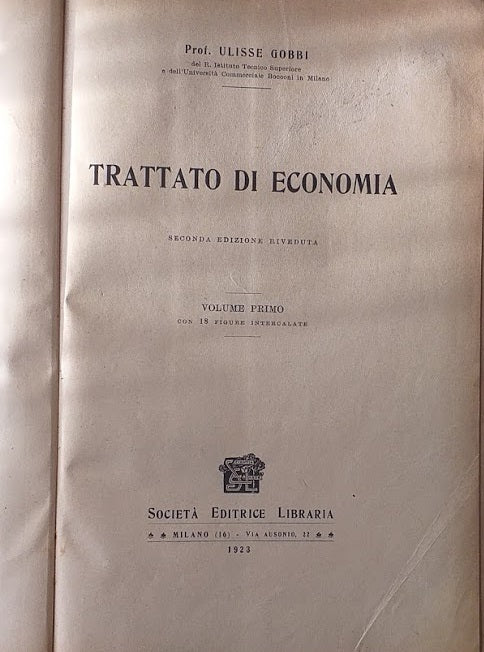 Prof. ULISSE GOBBI
del R. Istituto Tecnico Superiore
e dell'Università Commerciale Bocconi in Milano
TRATTATO DI ECONOMIA
SECONDA EDIZIONE RIVEDUTA
VOLUME PRIMO
CON 18 FIGURE INTERCALATE
SOCIETÀ EDITRICE LIBRARIA
MILANO (16) - VIA AUSONIO, 22
1923